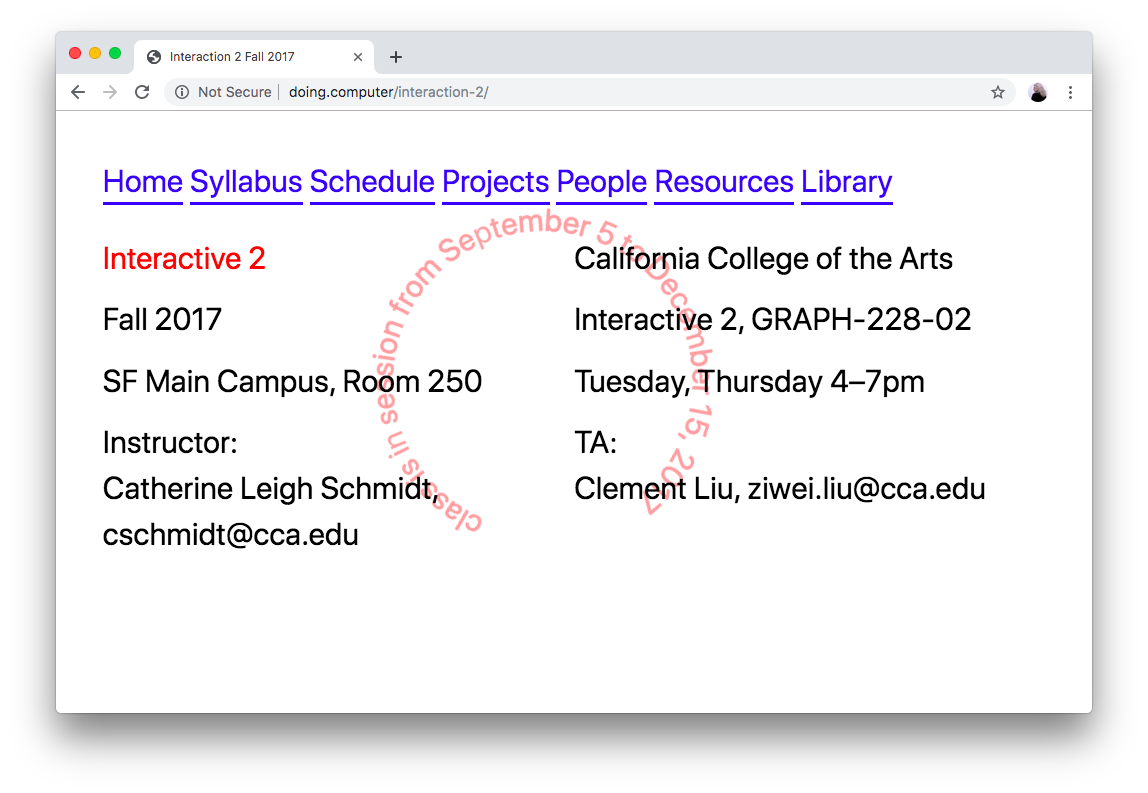 Interaction 2 Fall 2017
Not Secure | doing.computer/interaction-2/
Home Syllabus Schedule Projects People Resources Library
class is in session from September 5 to December 15, 2017
Interactive 2
Fall 2017
SF Main Campus, Room 250
Instructor:
Catherine Leigh Schmidt,
cschmidt@cca.edu
California College of the Arts
Interactive 2, GRAPH-228-02
Tuesday, Thursday 4–7pm
TA:
Clement Liu, ziwei.liu@cca.edu